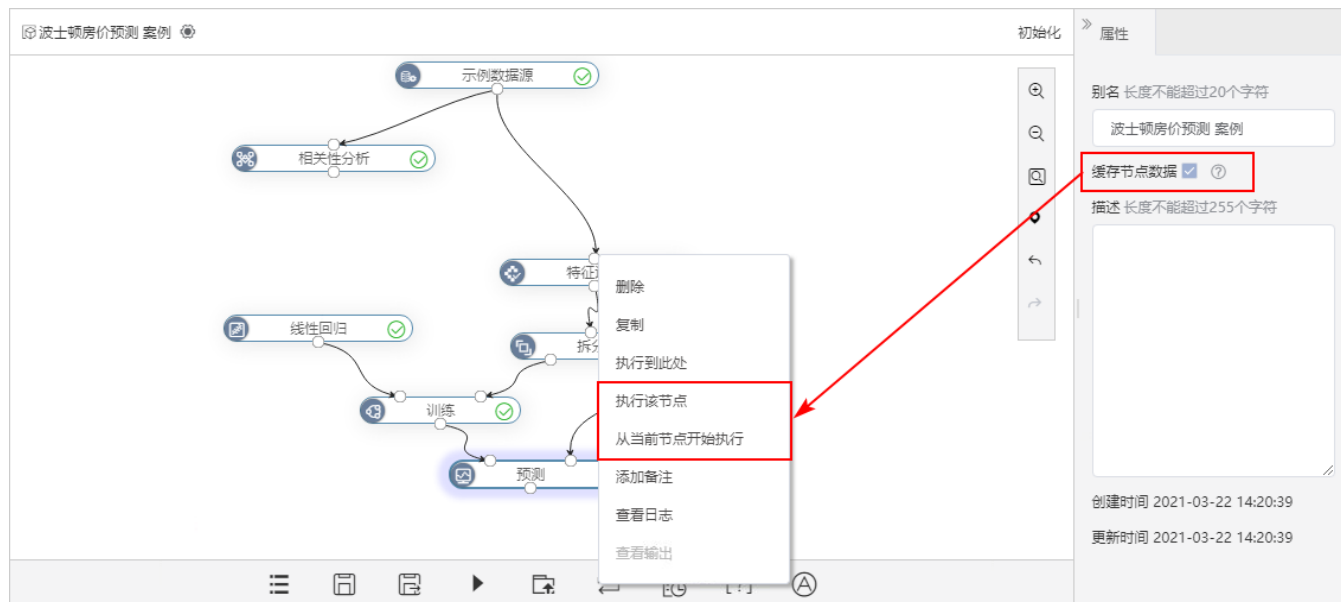 波士顿房价预测 案例
初始化
属性
示例数据源
相关性分析
特征
线性回归
拆分
训练
预测
删除
复制
执行到此处
执行该节点
从当前节点开始执行
添加备注
查看日志
查看输出
别名 长度不能超过20个字符
波士顿房价预测 案例
缓存节点数据
描述 长度不能超过255个字符
创建时间 2021-03-22 14:20:39
更新时间 2021-03-22 14:20:39